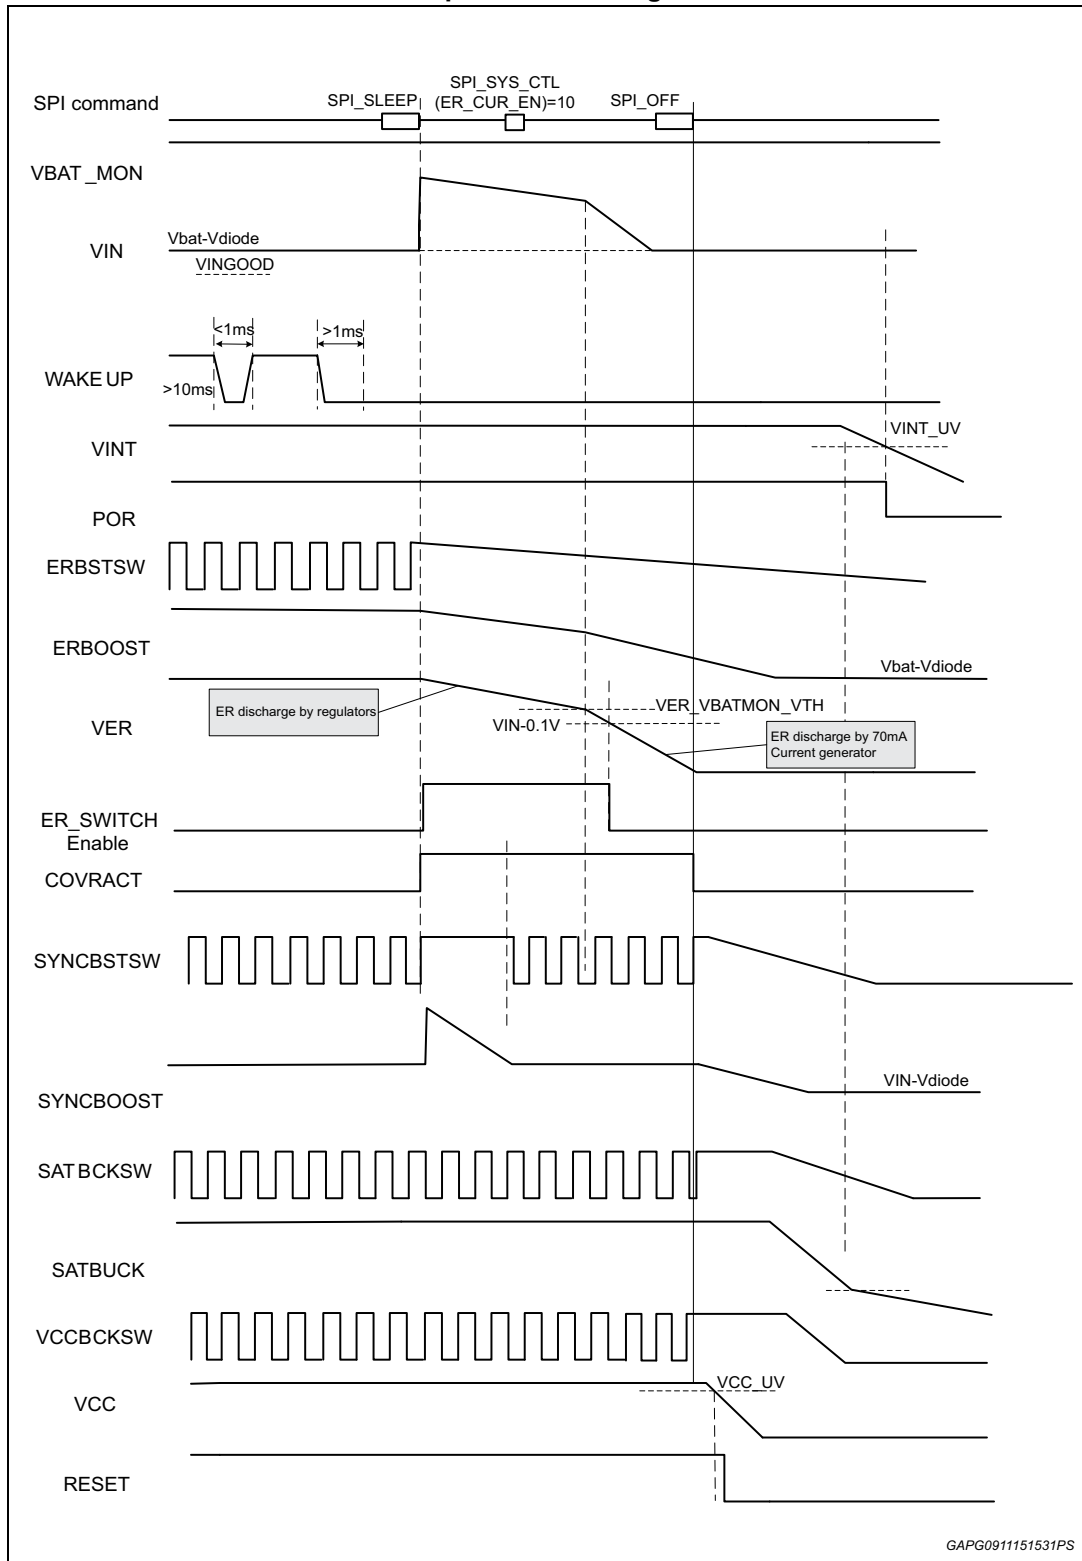 SPI command
SPI_SLEEP
SPI_SYS_CTL
(ER_CUR_EN)=10
SPI_OFF
VBAT _MON
VIN
Vbat-Vdiode
VINGOOD
<1ms
>1ms
WAKE UP
>10ms
VINT
VINT_UV
POR
ERBSTSW
ERBOOST
Vbat-Vdiode
VER
ER discharge by regulators
VER_VBATMON_VTH
VIN-0.1V
ER discharge by 70mA
Current generator
ER_SWITCH
Enable
COVRACT
SYNCBSTSW
SYNCBOOST
VIN-Vdiode
SATBCKSW
SATBUCK
VCCBCKSW
VCC
VCC_UV
RESET
GAPG0911151531PS